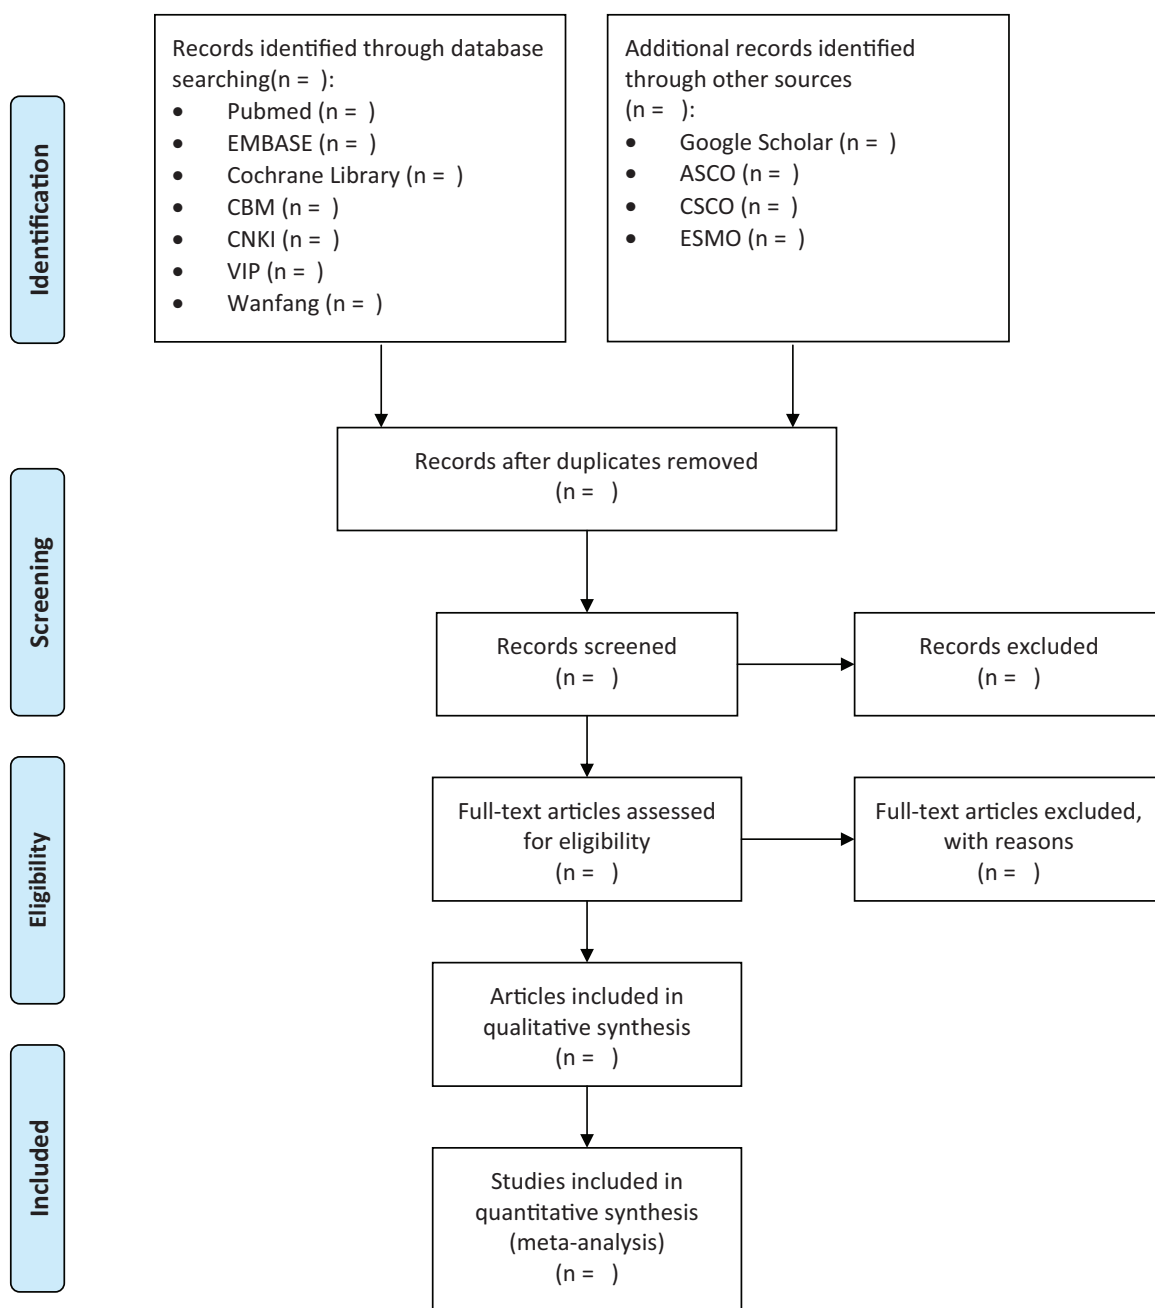 Identification
Records identified through database
searching(n =  ):
• Pubmed (n =  )
• EMBASE (n =  )
• Cochrane Library (n =  )
• CBM (n =  )
• CNKI (n =  )
• VIP (n =  )
• Wanfang (n =  )
Additional records identified
through other sources
(n =  ):
• Google Scholar (n =  )
• ASCO (n =  )
• CSCO (n =  )
• ESMO (n =  )
Records after duplicates removed
(n =  )
Screening
Records screened
(n =  )
Records excluded
(n =  )
Eligibility
Full-text articles assessed
for eligibility
(n =  )
Full-text articles excluded,
with reasons
(n =  )
Articles included in
qualitative synthesis
(n =  )
Included
Studies included in
quantitative synthesis
(meta-analysis)
(n =  )